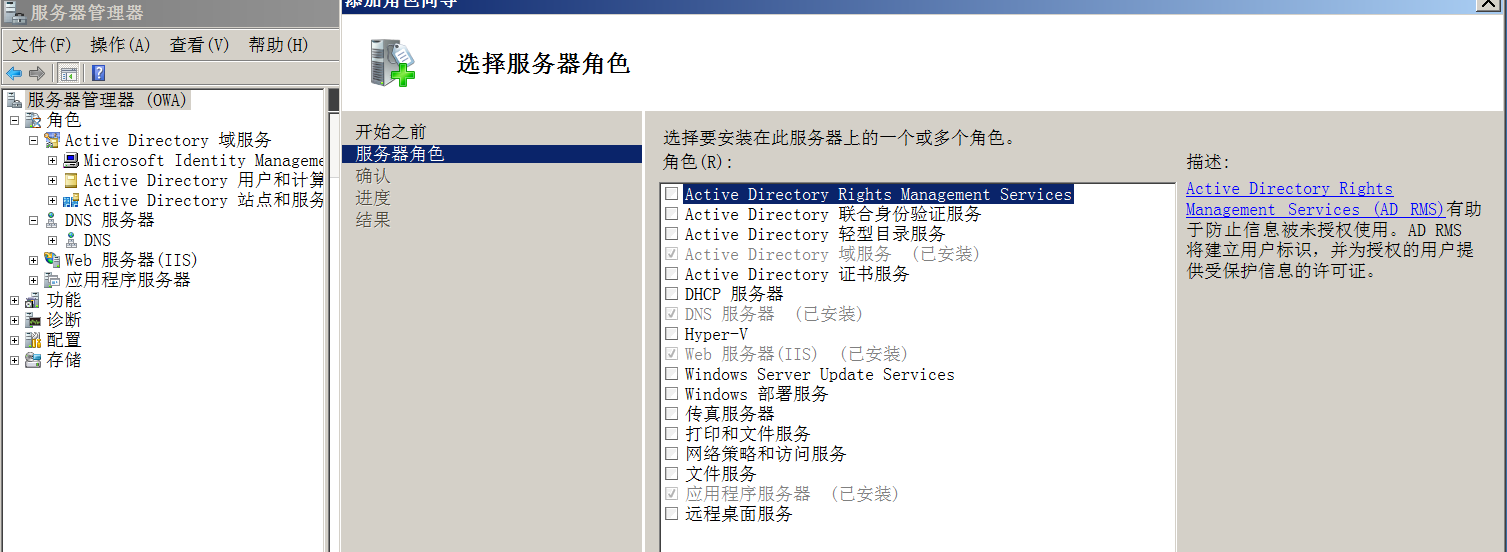 服务器管理器
文件(F) 操作(A) 查看(V) 帮助(H)
服务器管理器 (OWA)
角色
Active Directory 域服务
Microsoft Identity Manageme
Active Directory 用户和计算
Active Directory 站点和服务
DNS 服务器
DNS
Web 服务器(IIS)
应用程序服务器
功能
诊断
配置
存储
添加角色向导
选择服务器角色
开始之前
服务器角色
确认
进度
结果
选择要安装在此服务器上的一个或多个角色。
角色(R):
Active Directory Rights Management Services
Active Directory 联合身份验证服务
Active Directory 轻型目录服务
Active Directory 域服务 (已安装)
Active Directory 证书服务
DHCP 服务器
DNS 服务器 (已安装)
Hyper-V
Web 服务器(IIS) (已安装)
Windows Server Update Services
Windows 部署服务
传真服务器
打印和文件服务
网络策略和访问服务
文件服务
应用程序服务器 (已安装)
远程桌面服务
描述:
Active Directory Rights
Management Services (AD RMS)有助
于防止信息被未授权使用。AD RMS
将建立用户标识，并为授权的用户提
供受保护信息的许可证。